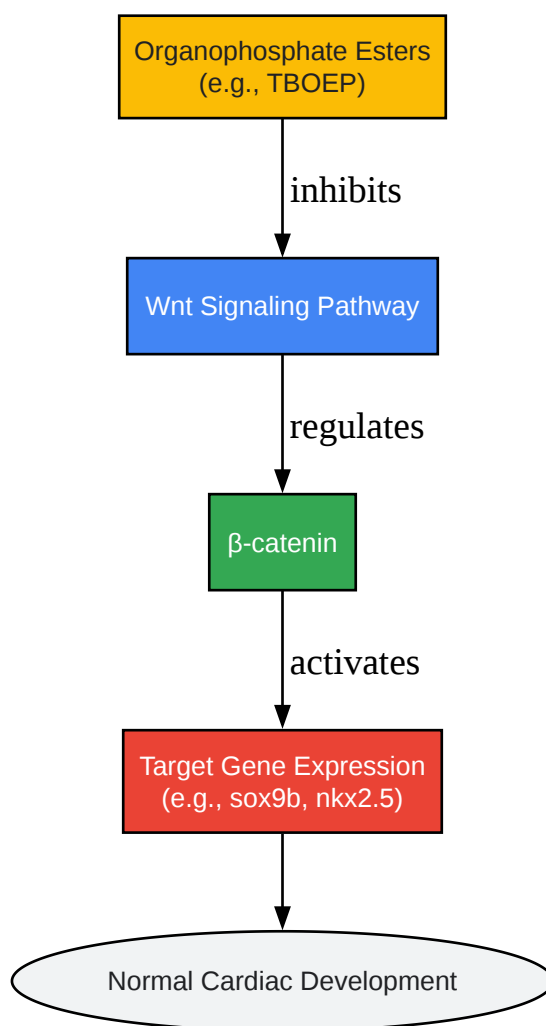 Organophosphate Esters
(e.g., TBOEP)
inhibits
Wnt Signaling Pathway
regulates
β-catenin
activates
Target Gene Expression
(e.g., sox9b, nkx2.5)
Normal Cardiac Development